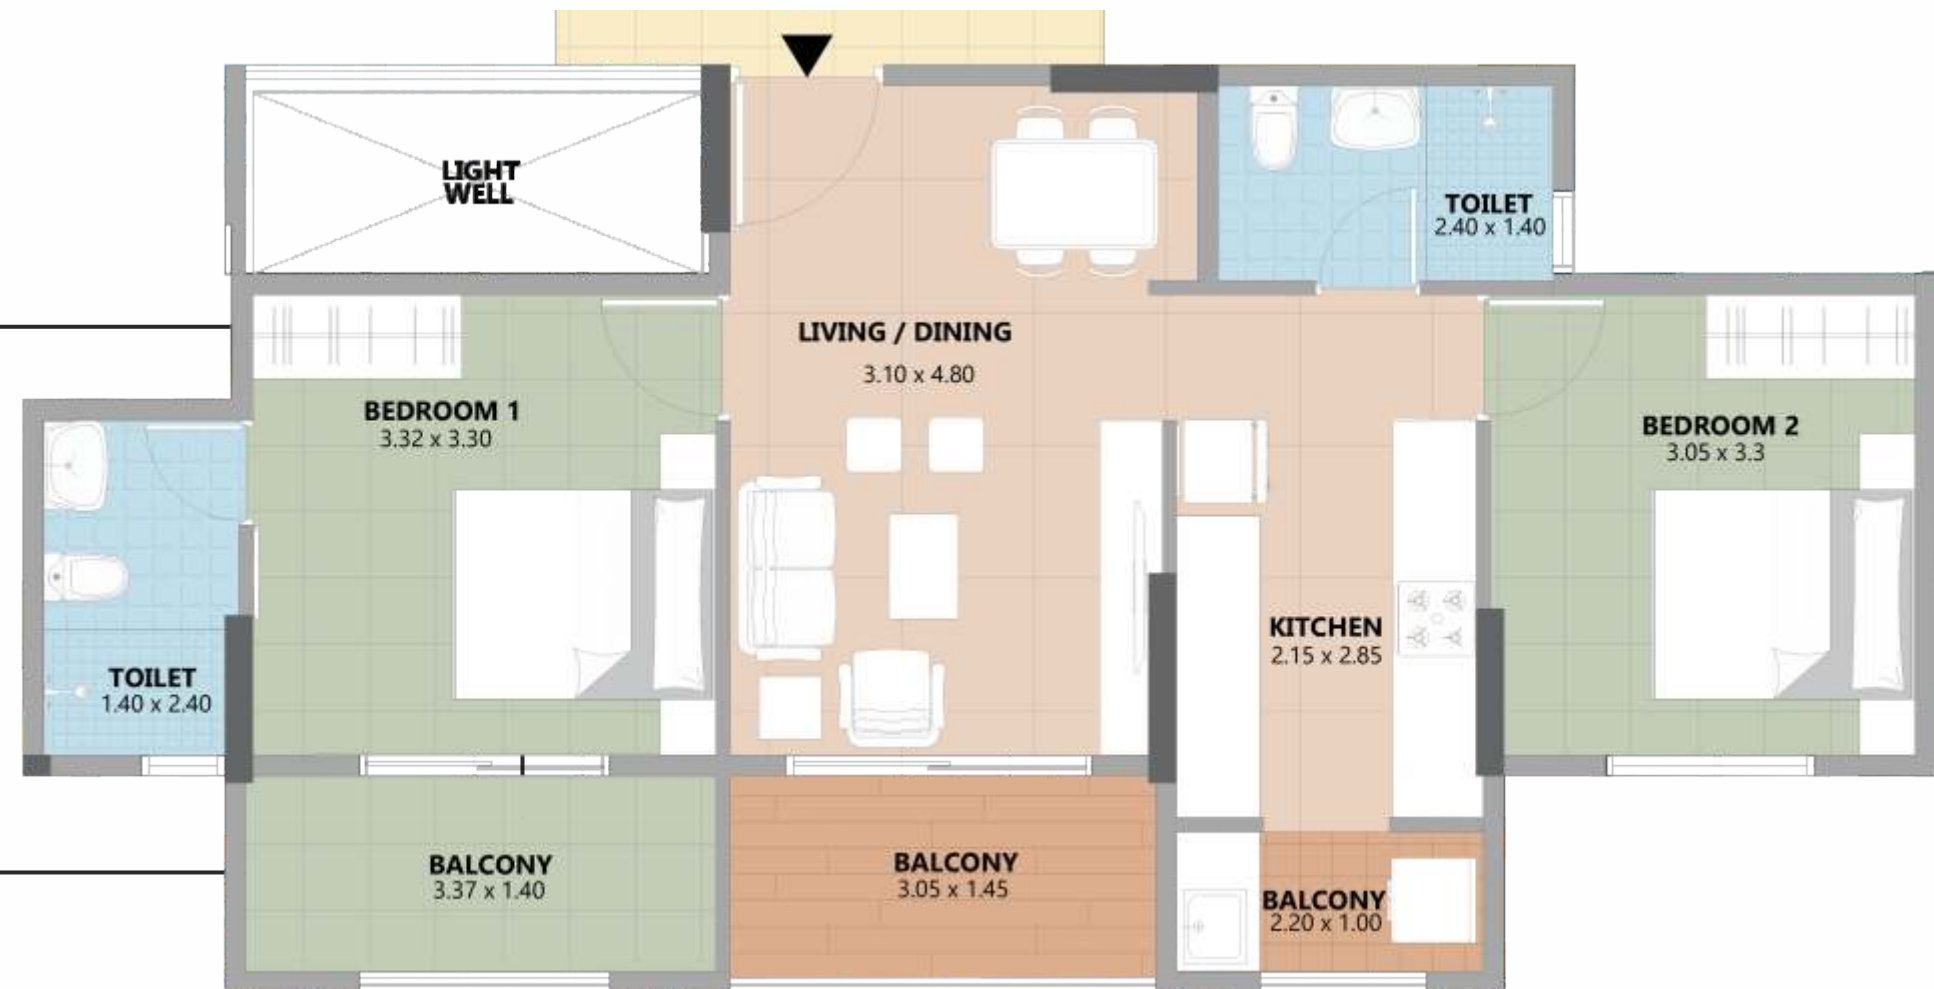 LIGHT
WELL
TOILET
2.40 x 1.40
LIVING / DINING
3.10 x 4.80
BEDROOM 1
3.32 x 3.30
BEDROOM 2
3.05 x 3.3
KITCHEN
2.15 x 2.85
TOILET
1.40 x 2.40
BALCONY
3.37 x 1.40
BALCONY
3.05 x 1.45
BALCONY
2.20 x 1.00